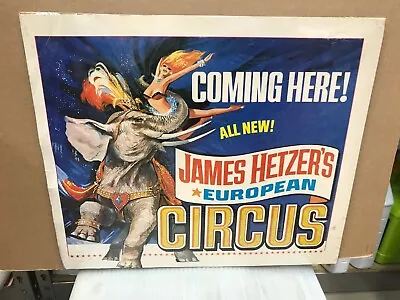 COMING HERE!
ALL NEW!
JAMES HETZER'S
EUROPEAN
CIRCUS